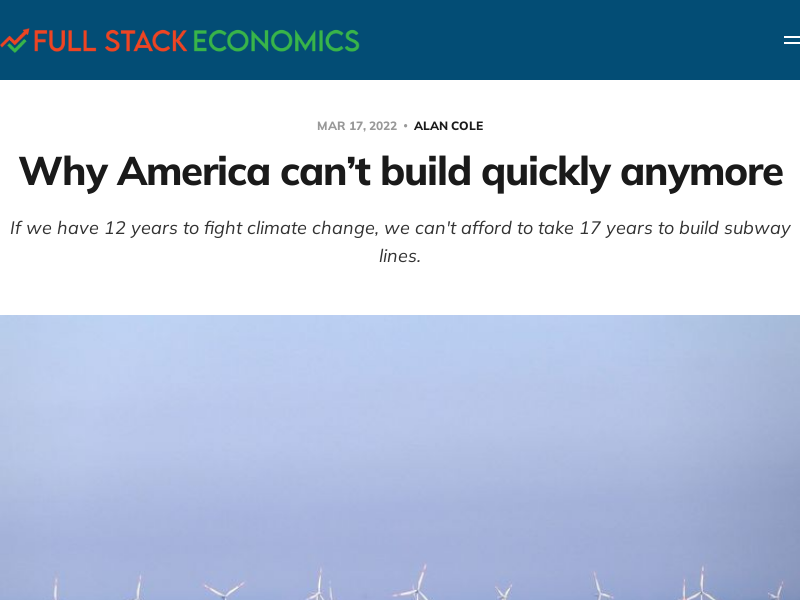 FULL STACK ECONOMICS
MAR 17, 2022 • ALAN COLE
Why America can’t build quickly anymore
If we have 12 years to fight climate change, we can't afford to take 17 years to build subway
lines.